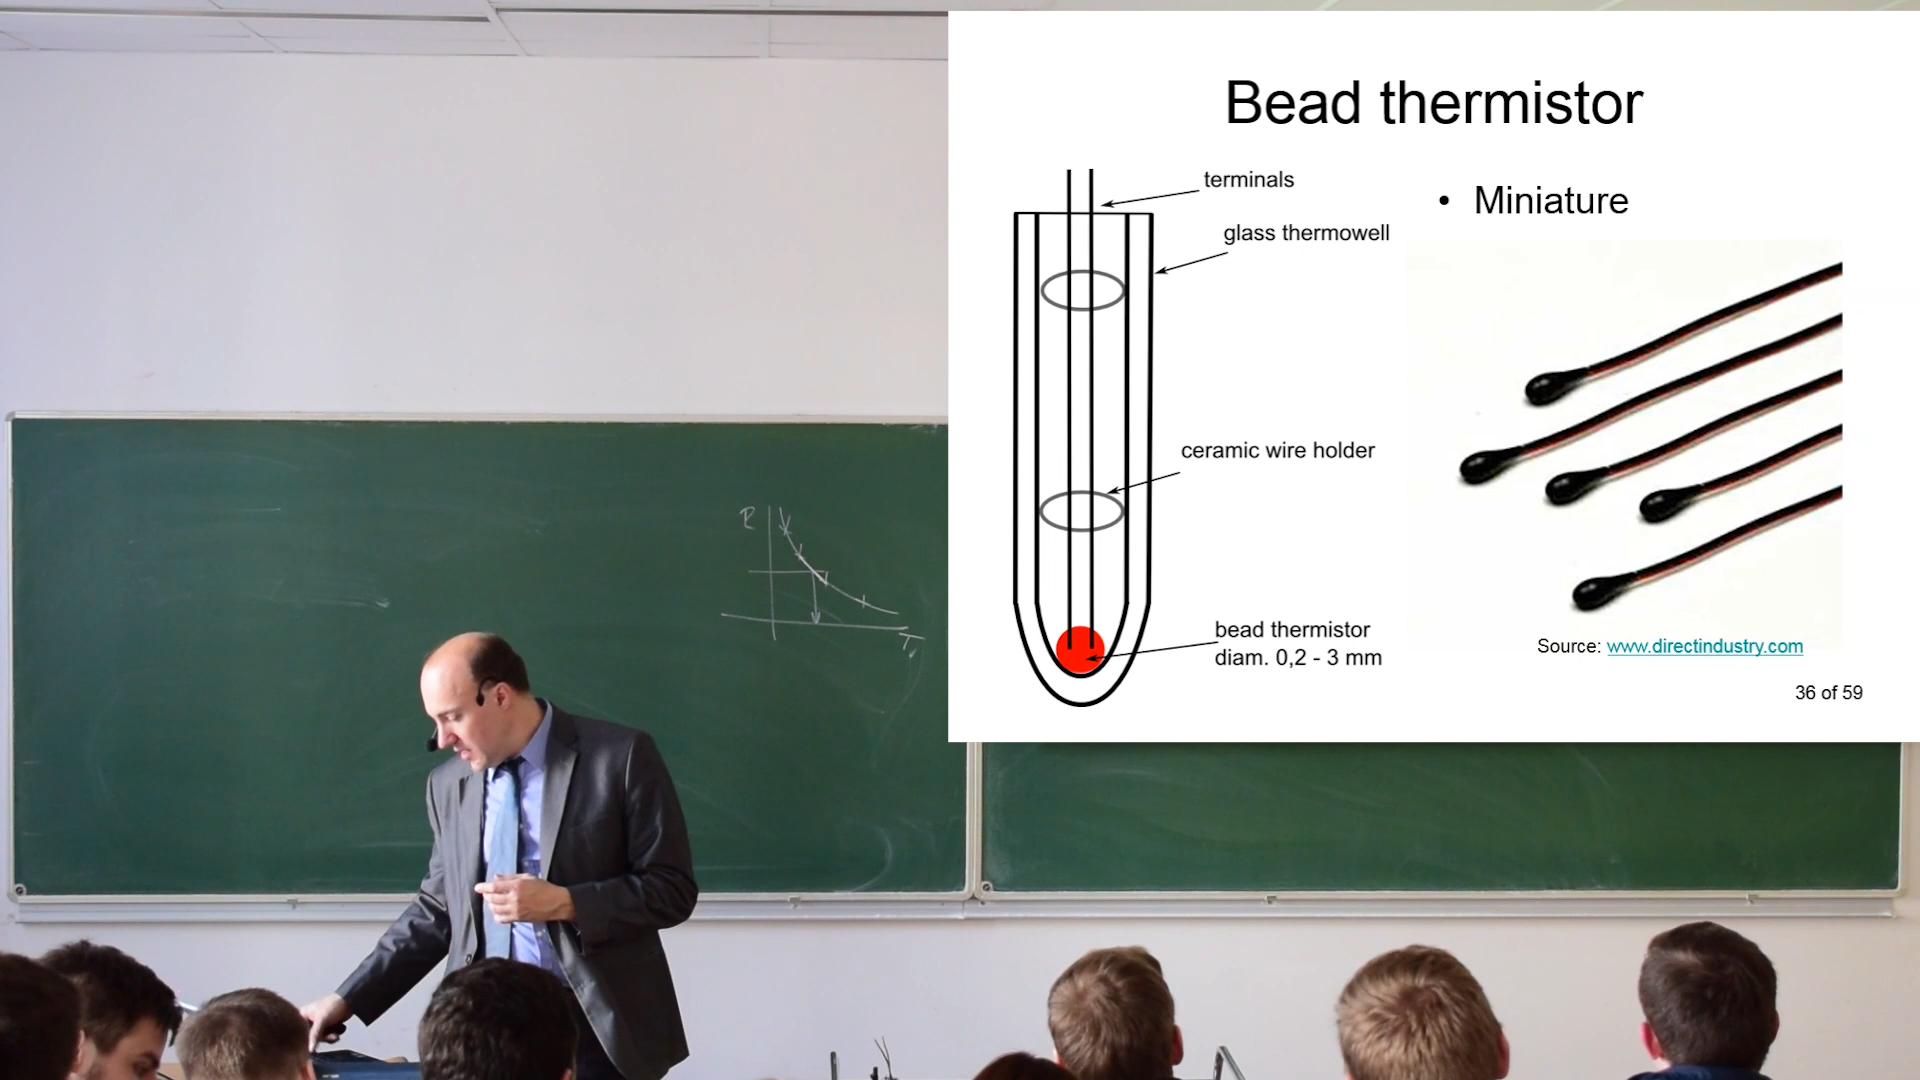 Bead thermistor
terminals
• Miniature
glass thermowell
ceramic wire holder
bead thermistor
diam. 0,2 - 3 mm
Source: www.directindustry.com
36 of 59
R
T